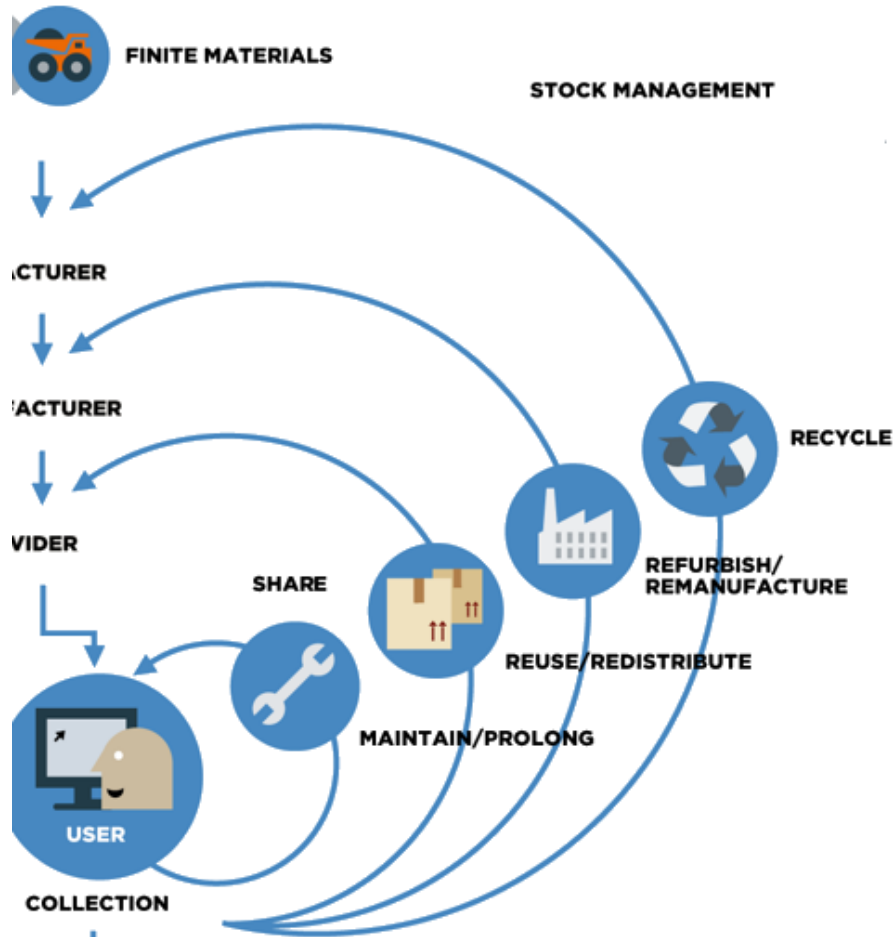 FINITE MATERIALS
STOCK MANAGEMENT
ACTURER
FACTURER
RECYCLE
VIDER
REFURBISH/
REMANUFACTURE
SHARE
REUSE/REDISTRIBUTE
MAINTAIN/PROLONG
USER
COLLECTION